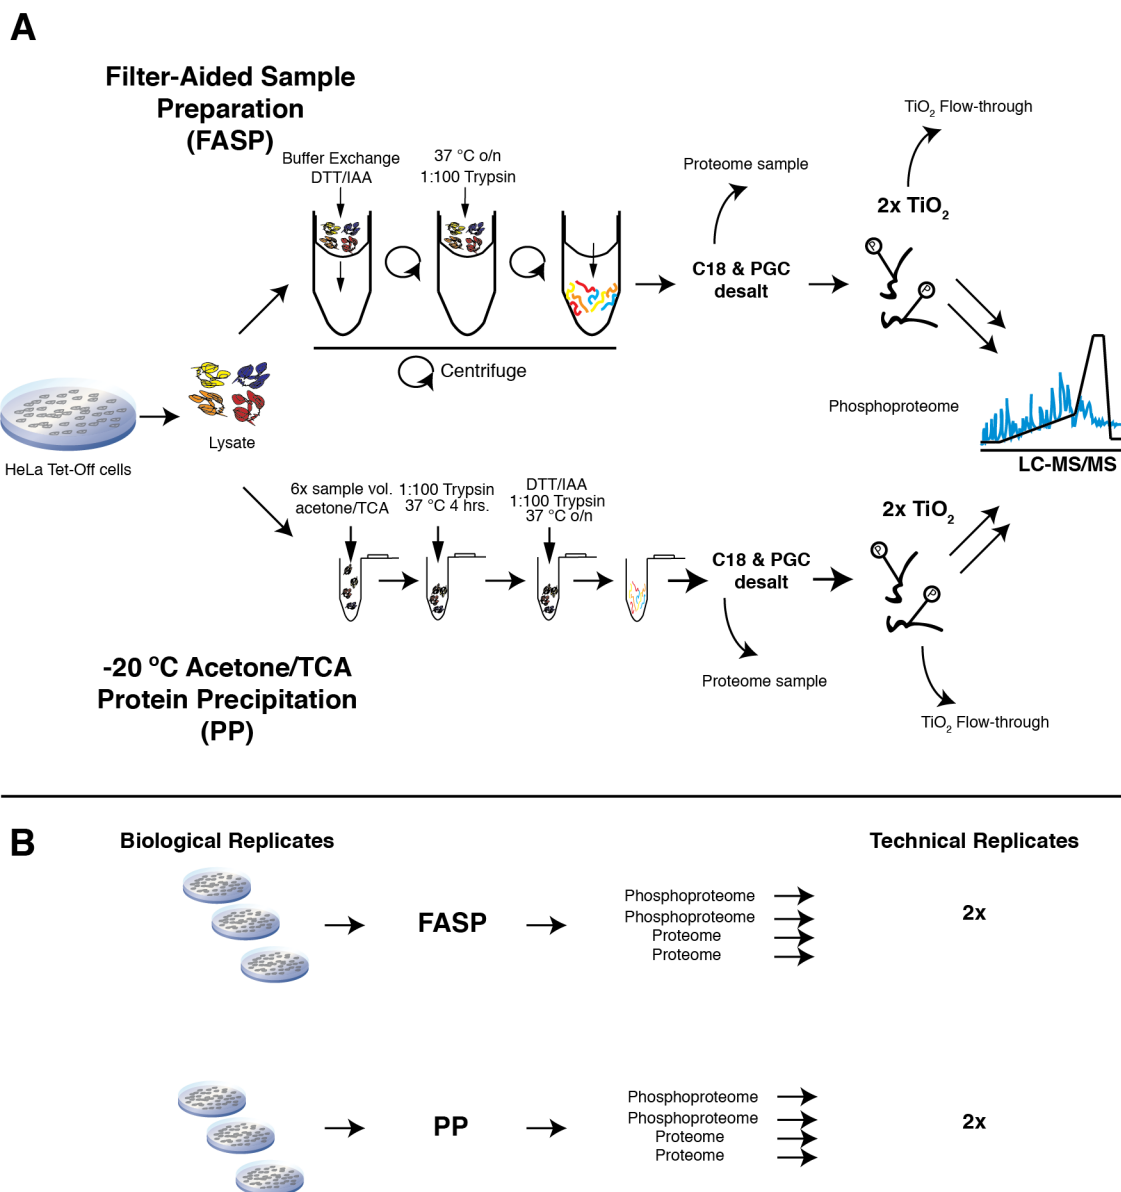 A
Filter-Aided Sample
Preparation
(FASP)
Buffer Exchange
DTT/IAA
37 °C o/n
1:100 Trypsin
Proteome sample
TiO2 Flow-through
2x TiO2
P
P
C18 & PGC
desalt
Centrifuge
Lysate
HeLa Tet-Off cells
Phosphoproteome
LC-MS/MS
6x sample vol.
acetone/TCA
1:100 Trypsin
37 °C 4 hrs.
DTT/IAA
1:100 Trypsin
37 °C o/n
C18 & PGC
desalt
2x TiO2
P
P
Proteome sample
TiO2 Flow-through
-20 ºC Acetone/TCA
Protein Precipitation
(PP)
B
Biological Replicates
Technical Replicates
FASP
Phosphoproteome
Phosphoproteome
Proteome
Proteome
2x
PP
Phosphoproteome
Phosphoproteome
Proteome
Proteome
2x